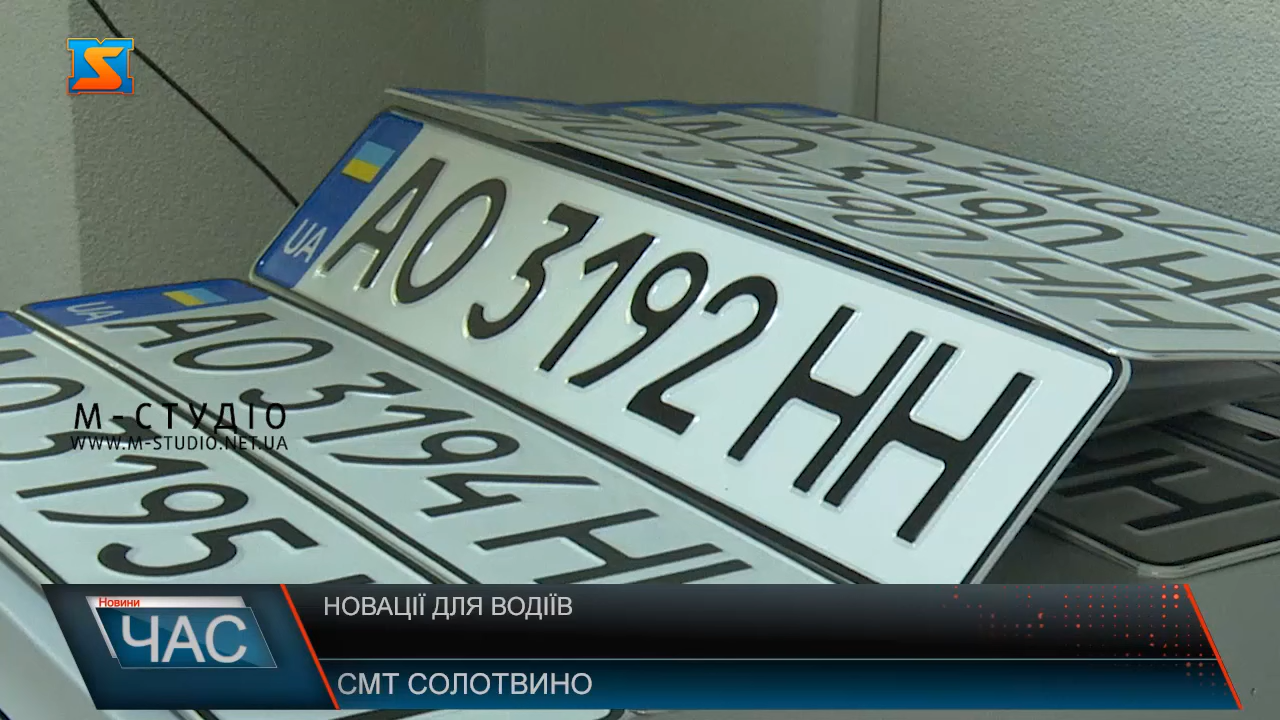 UA AO 3192 HH
UA AO 3194 HH
3195
М-СТУДІО
WWW.M-STUDIO.NET.UA
Новини
ЧАС
НОВАЦІЇ ДЛЯ ВОДІЇВ
СМТ СОЛОТВИНО